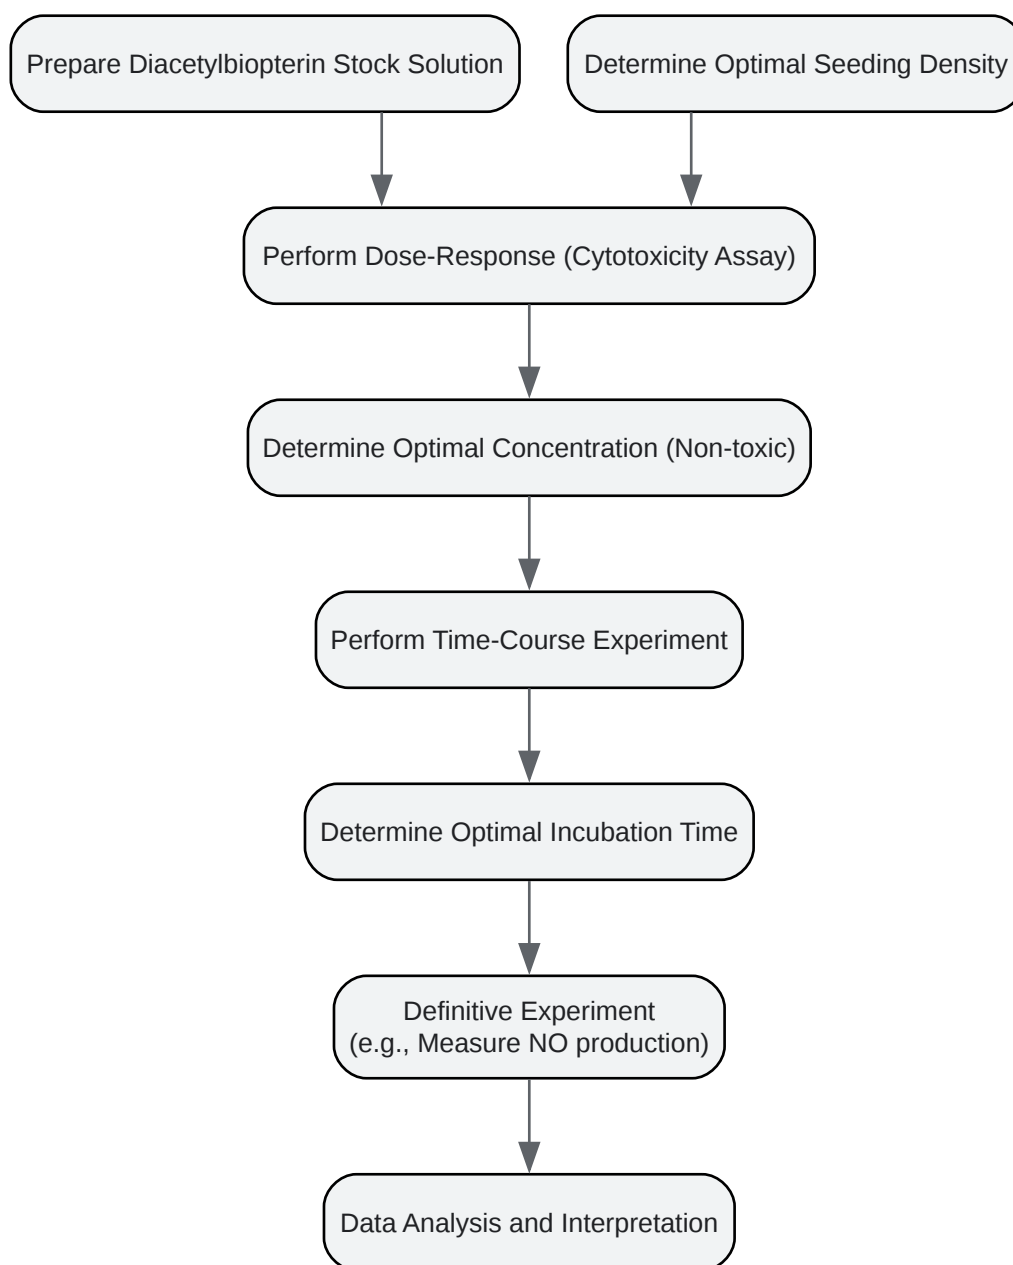 Prepare Diacetylbiopterin Stock Solution
Determine Optimal Seeding Density
Perform Dose-Response (Cytotoxicity Assay)
Determine Optimal Concentration (Non-toxic)
Perform Time-Course Experiment
Determine Optimal Incubation Time
Definitive Experiment
(e.g., Measure NO production)
Data Analysis and Interpretation